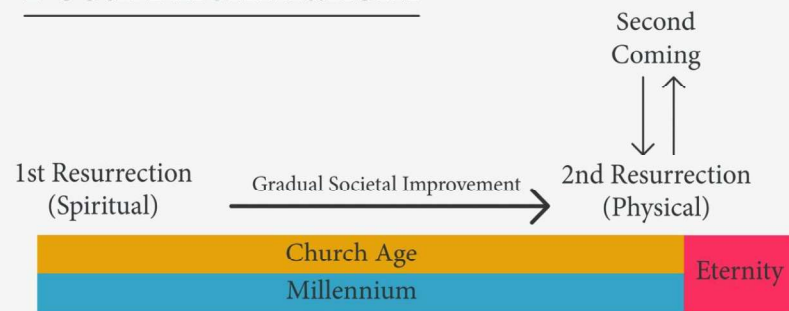 Second
Coming
1st Resurrection
(Spiritual)
Gradual Societal Improvement
2nd Resurrection
(Physical)
Church Age
Eternity
Millennium